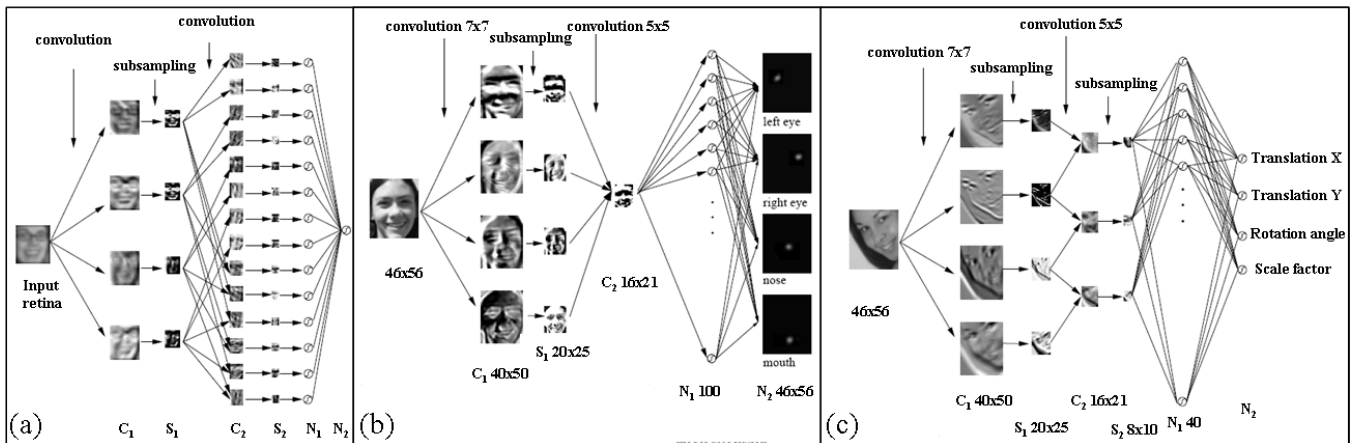 convolution
convolution
subsampling
Input
retina
(a)
C1
S1
C2
S2
N1
N2
convolution 7x7
subsampling
convolution 5x5
46x56
C1 40x50
S1 20x25
C2 16x21
N1 100
N2 46x56
left eye
right eye
nose
mouth
(b)
convolution 7x7
subsampling
convolution 5x5
subsampling
46x56
C1 40x50
S1 20x25
C2 16x21
S2 8x10
N1 40
N2
Translation X
Translation Y
Rotation angle
Scale factor
(c)